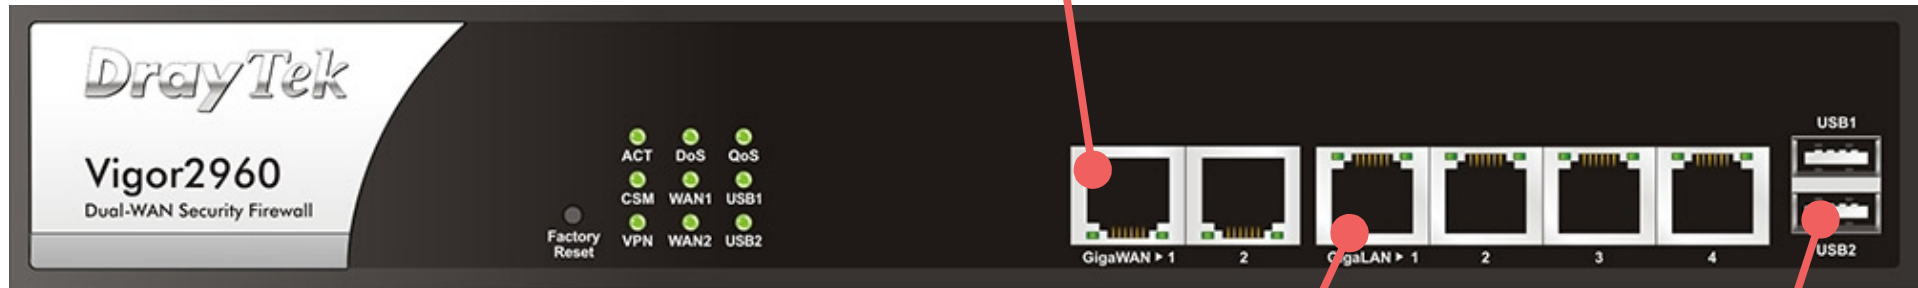 DrayTek
Vigor2960
Dual-WAN Security Firewall
Factory
Reset
ACT DoS QoS
CSM WAN1 USB1
VPN WAN2 USB2
GigaWAN ▸ 1 2
GigaLAN ▸ 1 2 3 4
USB1
USB2